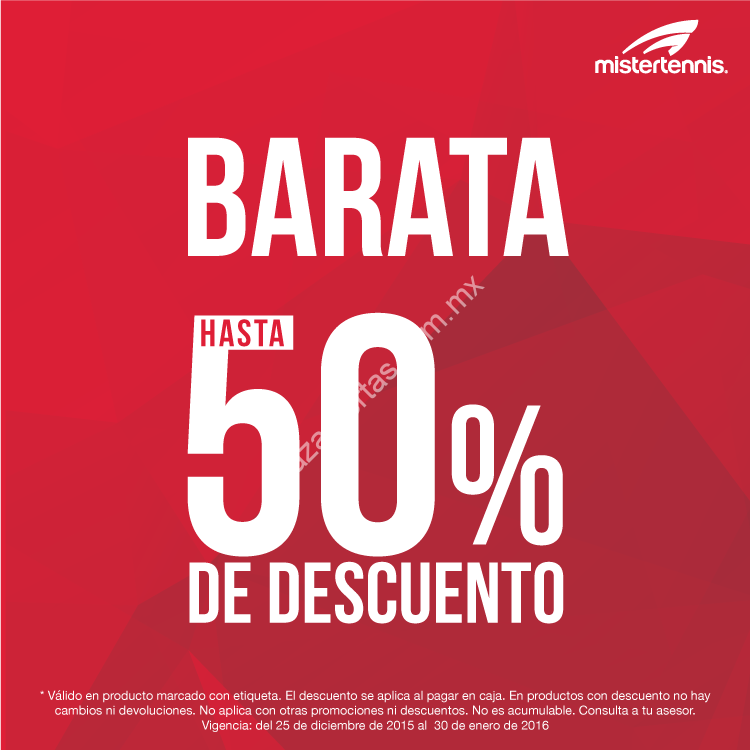 mistertennis.
BARATA
HASTA
50%
DE DESCUENTO
* Válido en producto marcado con etiqueta. El descuento se aplica al pagar en caja. En productos con descuento no hay
cambios ni devoluciones. No aplica con otras promociones ni descuentos. No es acumulable. Consulta a tu asesor.
Vigencia: del 25 de diciembre de 2015 al 30 de enero de 2016